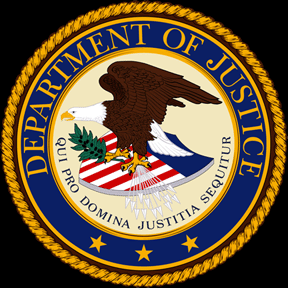 DEPARTMENT OF JUSTICE
QUI PRO DOMINA JUSTITIA SEQUITUR